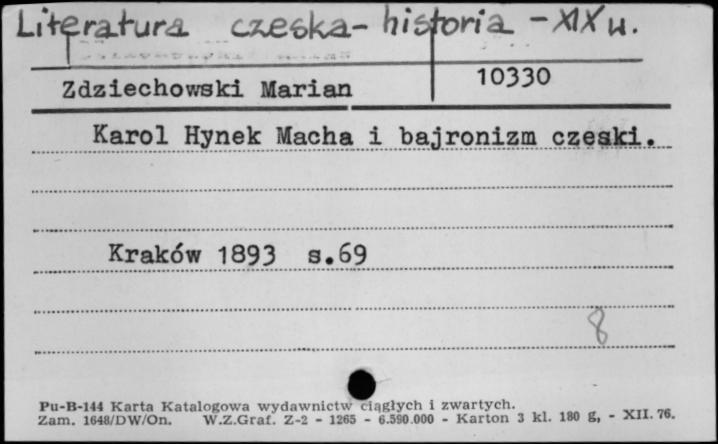 Literatura czeska - historia - XIX w.
Zdziechowski Marian 10330
Karol Hynek Macha i bajronizm czeski.
Kraków 1893 s.69
8
Pu-B-144 Karta Katalogowa wydawnictw ciągłych i zwartych.
Zam. 1648/DW/On. W.Z.Graf. Z-2 - 1265 - 6.590.000 - Karton 3 kl. 180 g, - XII. 76.